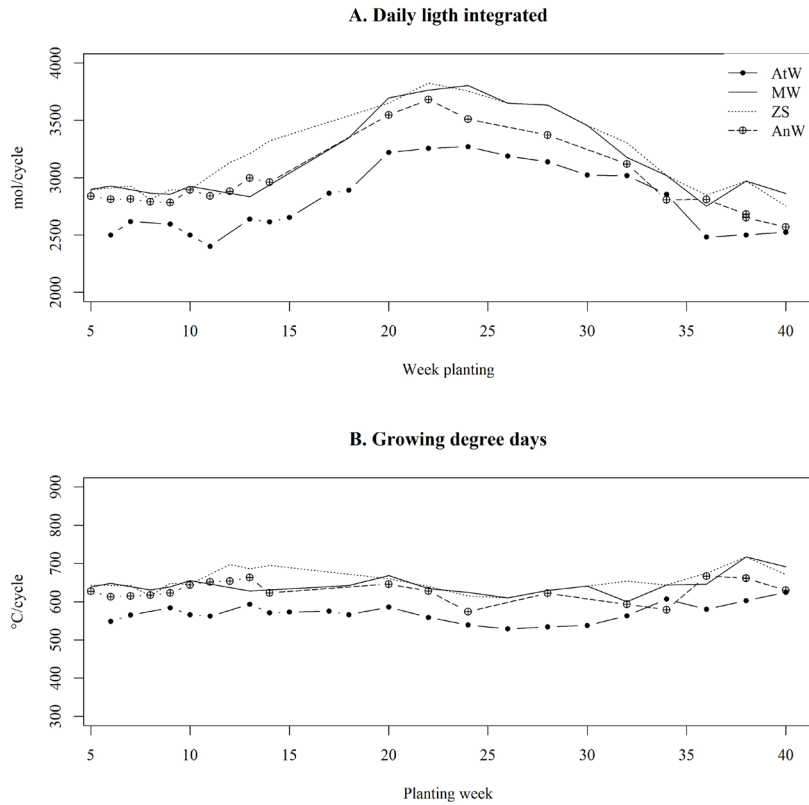 A. Daily ligth integrated
4000
3500
3000
2500
2000
mol/cycle
AtW
MW
ZS
AnW
5 10 15 20 25 30 35 40
Week planting
B. Growing degree days
900
800
700
600
500
400
300
°C/cycle
5 10 15 20 25 30 35 40
Planting week